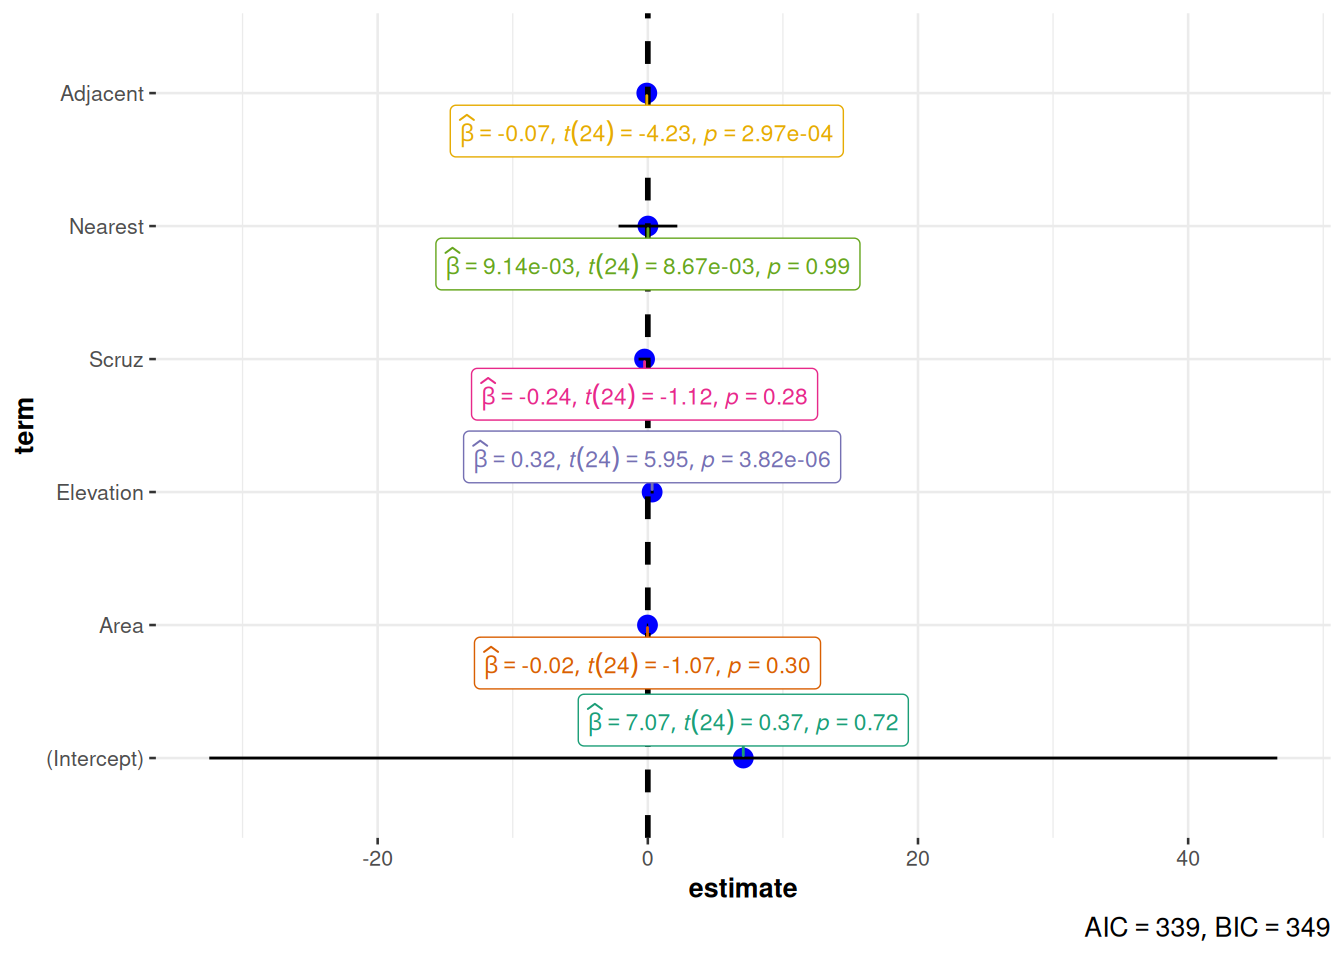 Adjacent
β̂ = -0.07, t(24) = -4.23, p = 2.97e-04
Nearest
β̂ = 9.14e-03, t(24) = 8.67e-03, p = 0.99
Scruz
β̂ = -0.24, t(24) = -1.12, p = 0.28
term
β̂ = 0.32, t(24) = 5.95, p = 3.82e-06
Elevation
Area
β̂ = -0.02, t(24) = -1.07, p = 0.30
β̂ = 7.07, t(24) = 0.37, p = 0.72
(Intercept)
-20 0 20 40
estimate
AIC = 339, BIC = 349